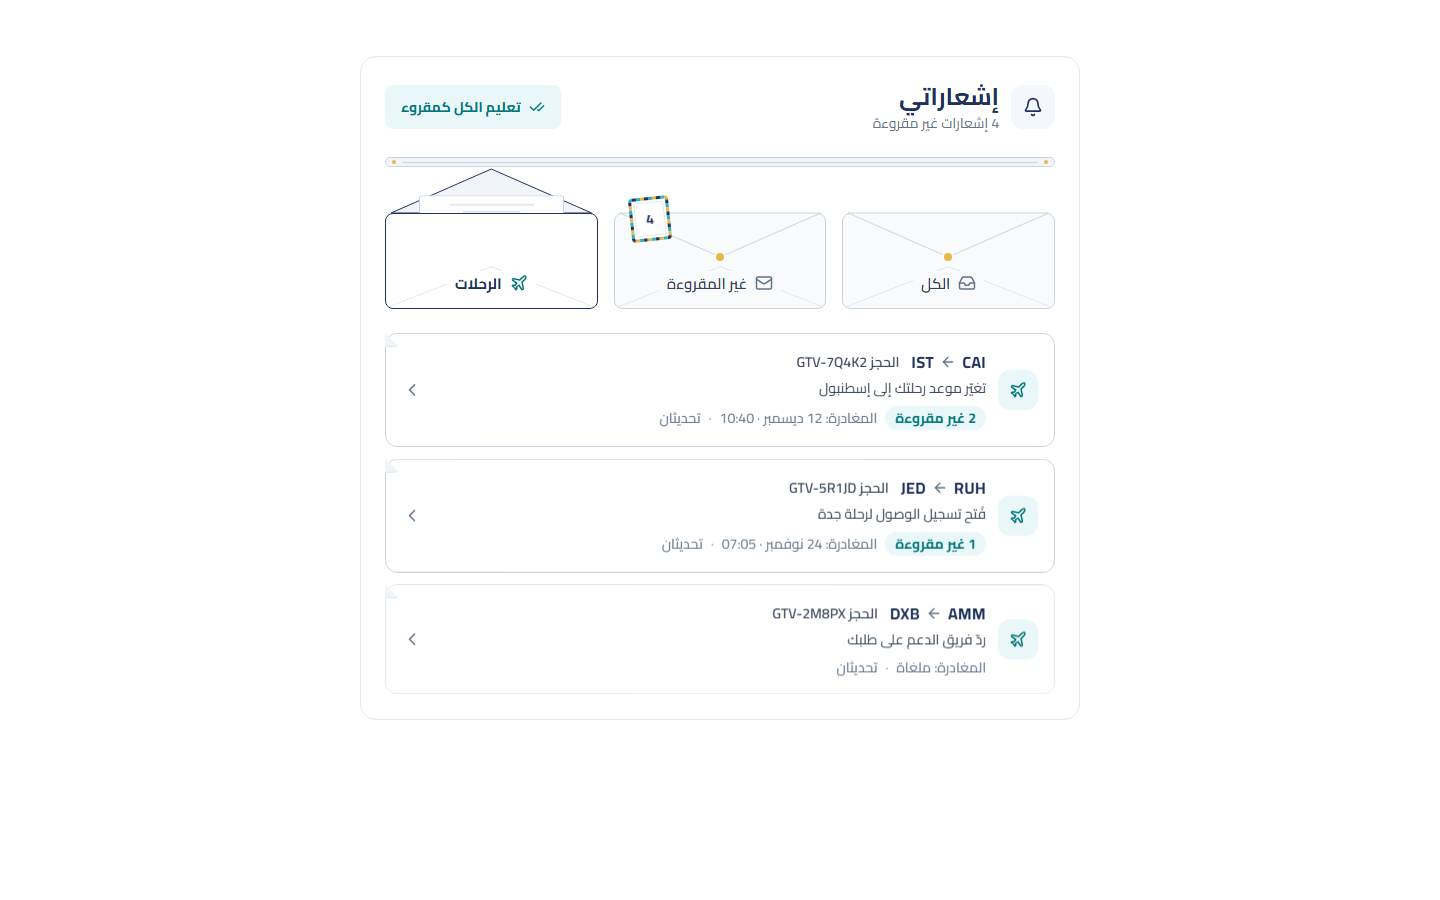 إشعاراتي
4 إشعارات غير مقروءة
تعليم الكل كمقروء
الكل
غير المقروءة
4
الرحلات
CAI ← IST الحجز GTV-7Q4K2
تغيّر موعد رحلتك إلى إسطنبول
2 غير مقروءة المغادرة: 12 ديسمبر · 10:40 · تحديثان
RUH ← JED الحجز GTV-5R1JD
فُتح تسجيل الوصول لرحلة جدة
1 غير مقروءة المغادرة: 24 نوفمبر · 07:05 · تحديثان
AMM ← DXB الحجز GTV-2M8PX
ردّ فريق الدعم على طلبك
المغادرة: ملغاة · تحديثان